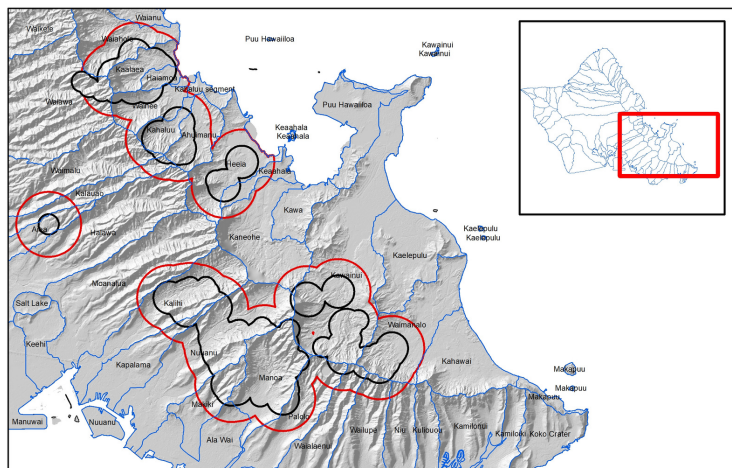 Waianu
Waikele
Waiahole
Puu Hawaiiloa
Kawainui
Kawainui
Kaalaea
Haiamoa
Waiawa
Kahaluu segment
Puu Hawaiiloa
Waihee
Kahaluu
Ahuimanu
Keaahala
Keaahala
Waimalu
Heeia
Keaahala
Kalauao
Kawa
Aiea
Halawa
Kaelepulu
Kaelepulu
Kaneohe
Kaelepulu
Moanalua
Kawainui
Salt Lake
Kalihi
Waimanalo
Keehi
Nuuanu
Kahawai
Kapalama
Makapuu
Manoa
Makapuu
Makapuu
Makiki
Manuwai
Nuuanu
Palolo
Ala Wai
Waialaenui
Wailupe
Niu
Kuliouou
Kamilonui
Kamiloiki
Koko Crater